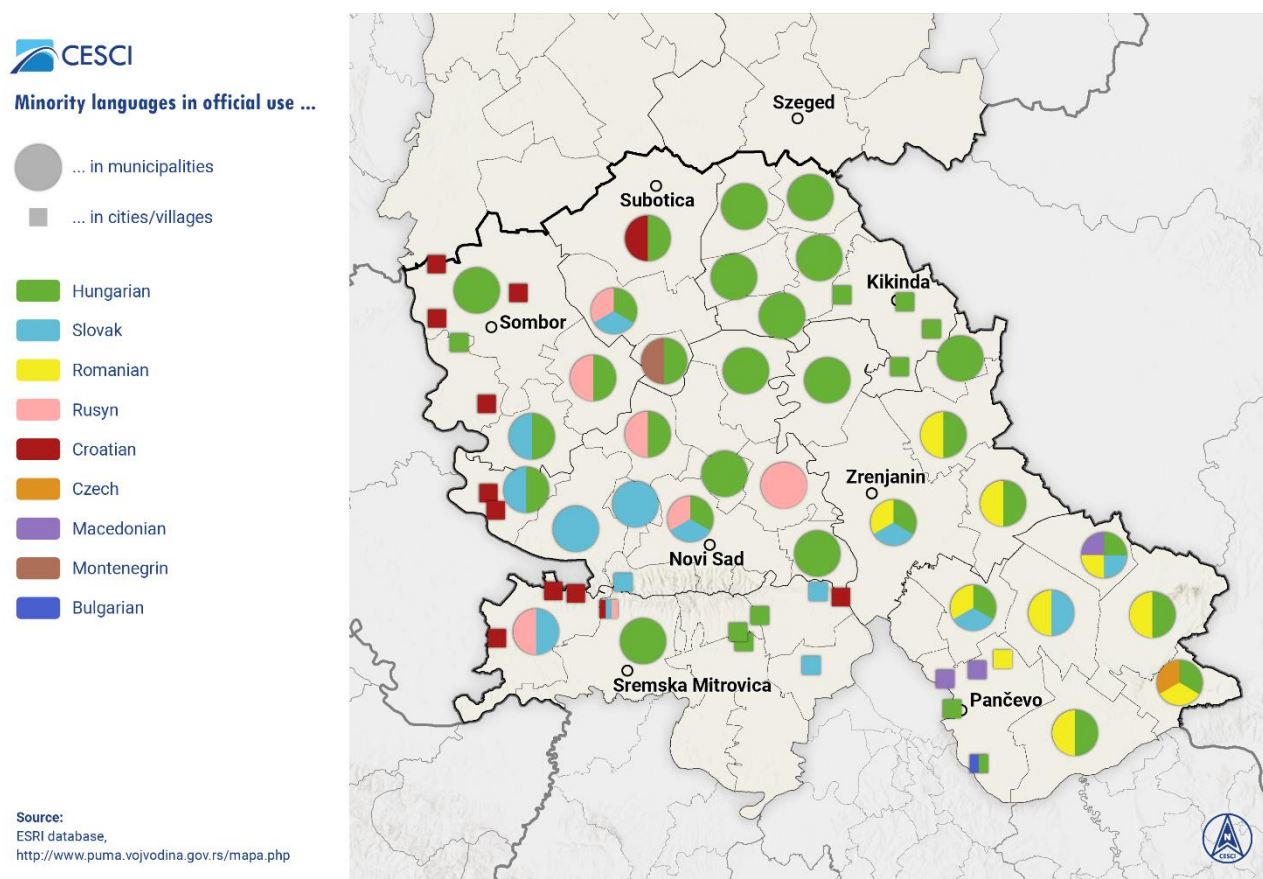 CESCI
Minority languages in official use ...
... in municipalities
... in cities/villages
Hungarian
Slovak
Romanian
Rusyn
Croatian
Czech
Macedonian
Montenegrin
Bulgarian
Source:
ESRI database,
http://www.puma.vojvodina.gov.rs/mapa.php
Szeged
Subotica
Kikinda
Sombor
Zrenjanin
Novi Sad
Sremska Mitrovica
Pančevo
N
CESCI